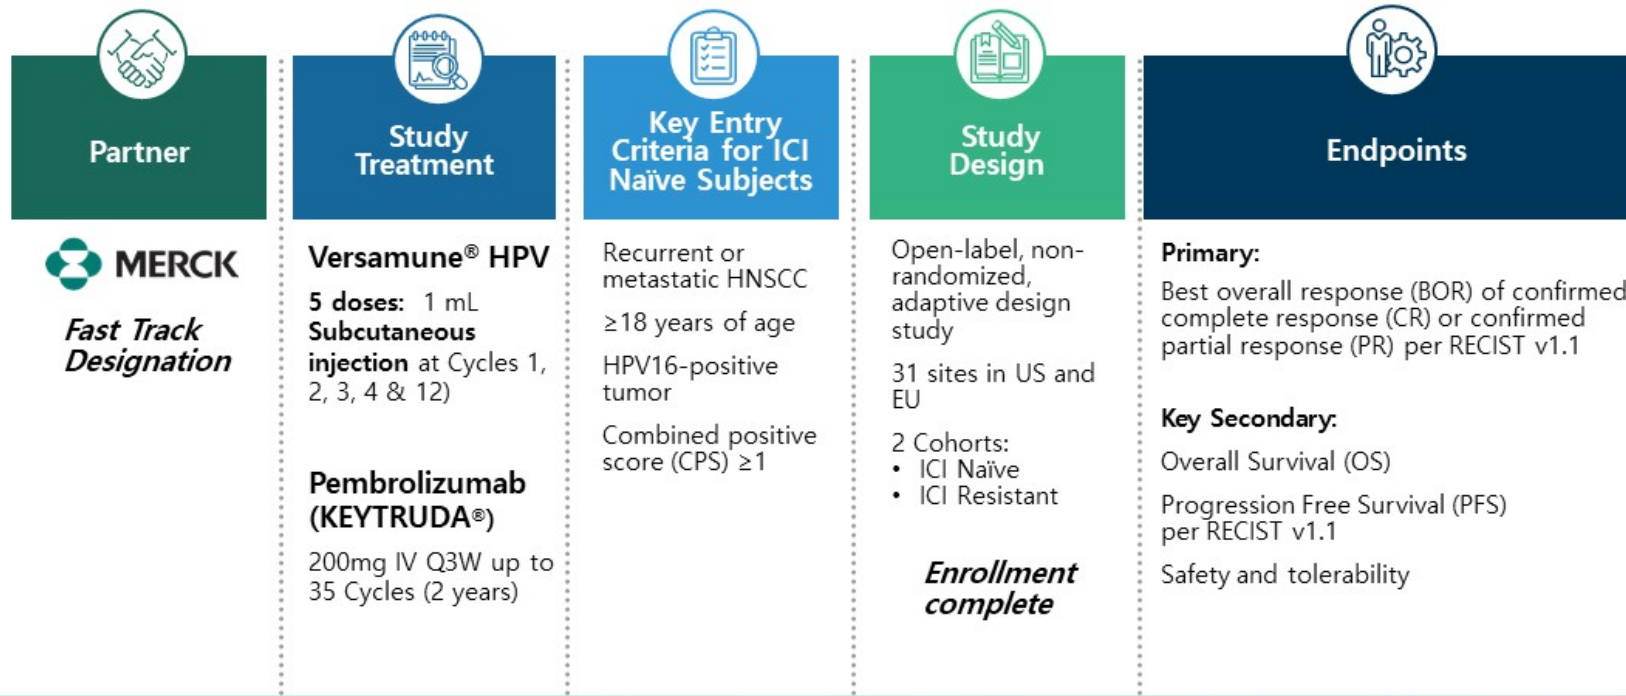 Partner
MERCK
Fast Track
Designation
Study
Treatment
Versamune® HPV
5 doses: 1 mL
Subcutaneous
injection at Cycles 1,
2, 3, 4 & 12)
Pembrolizumab
(KEYTRUDA®)
200mg IV Q3W up to
35 Cycles (2 years)
Key Entry
Criteria for ICI
Naïve Subjects
Recurrent or
metastatic HNSCC
≥18 years of age
HPV16-positive
tumor
Combined positive
score (CPS) ≥1
Study
Design
Open-label, non-
randomized,
adaptive design
study
31 sites in US and
EU
2 Cohorts:
• ICI Naïve
• ICI Resistant
Enrollment
complete
Endpoints
Primary:
Best overall response (BOR) of confirmed
complete response (CR) or confirmed
partial response (PR) per RECIST v1.1
Key Secondary:
Overall Survival (OS)
Progression Free Survival (PFS)
per RECIST v1.1
Safety and tolerability